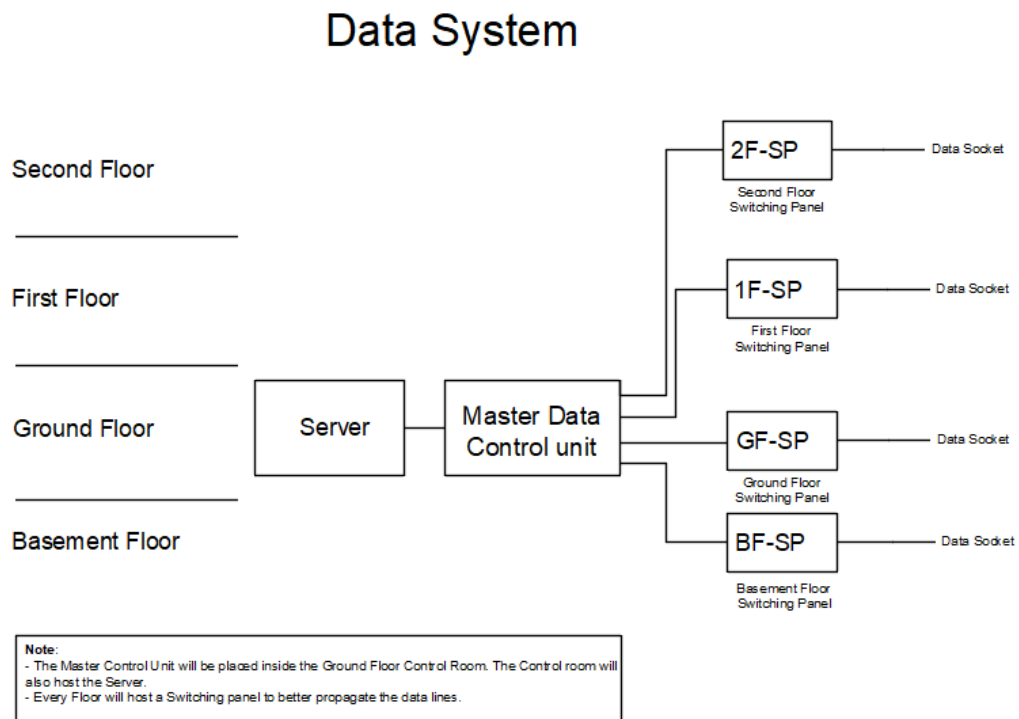 Data System
Second Floor
2F-SP
Data Socket
Second Floor
Switching Panel
First Floor
1F-SP
Data Socket
First Floor
Switching Panel
Ground Floor
Server
Master Data
Control unit
GF-SP
Data Socket
Ground Floor
Switching Panel
Basement Floor
BF-SP
Data Socket
Basement Floor
Switching Panel
Note:
- The Master Control Unit will be placed inside the Ground Floor Control Room. The Control room will
also host the Server.
- Every Floor will host a Switching panel to better propagate the data lines.